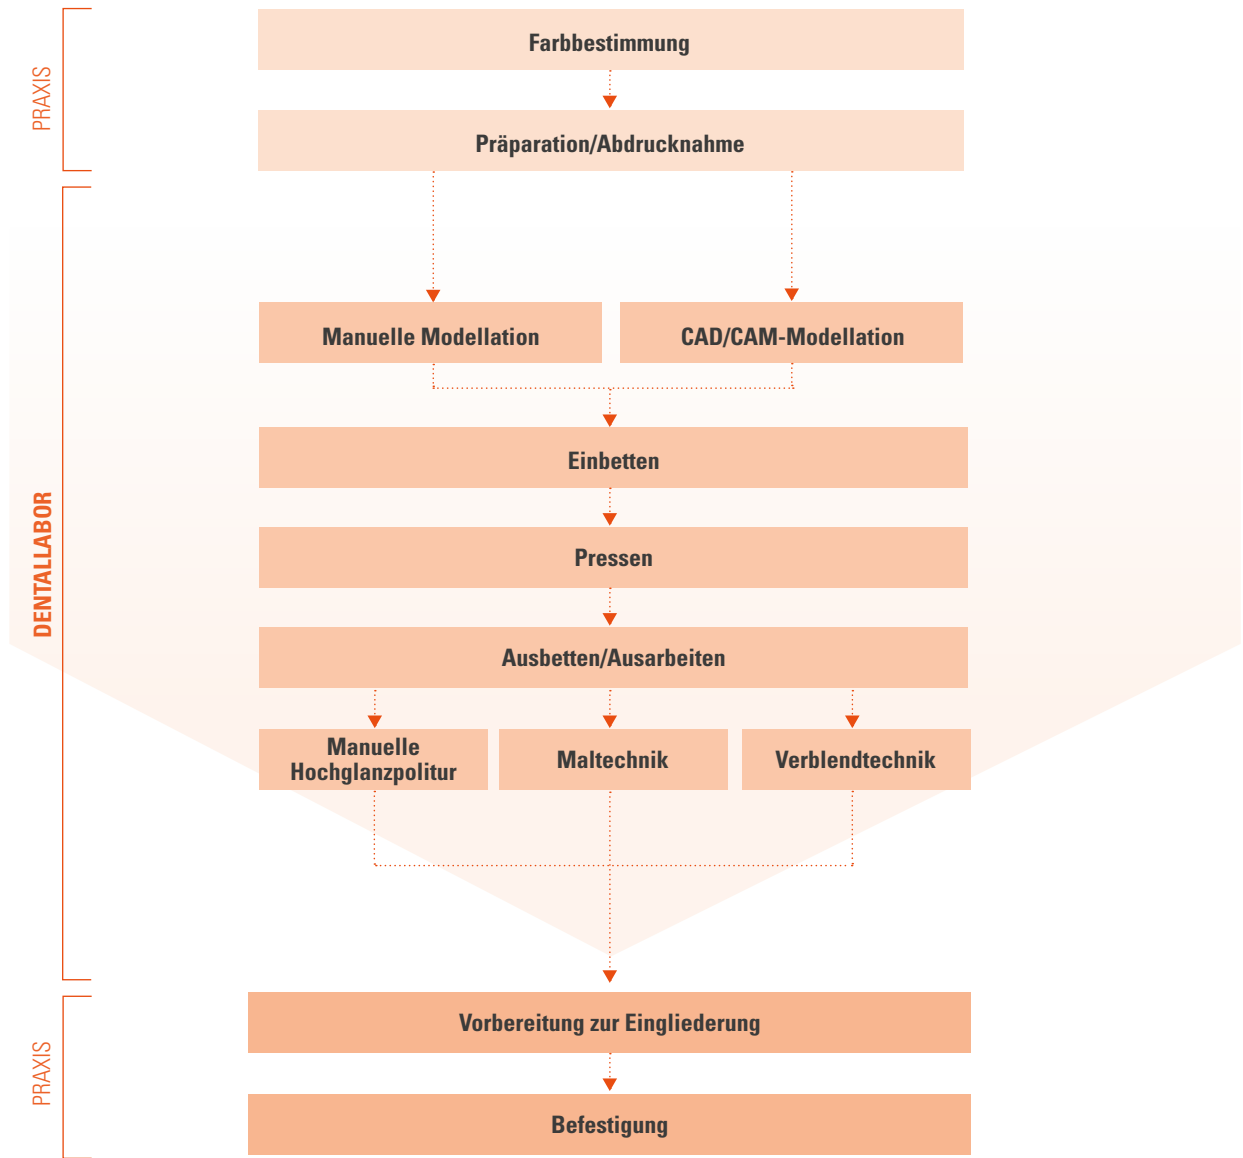 PRAXIS
Farbbestimmung
Präparation/Abdrucknahme
DENTALLABOR
Manuelle Modellation
CAD/CAM-Modellation
Einbetten
Pressen
Ausbetten/Ausarbeiten
Manuelle
Hochglanzpolitur
Maltechnik
Verblendtechnik
PRAXIS
Vorbereitung zur Eingliederung
Befestigung